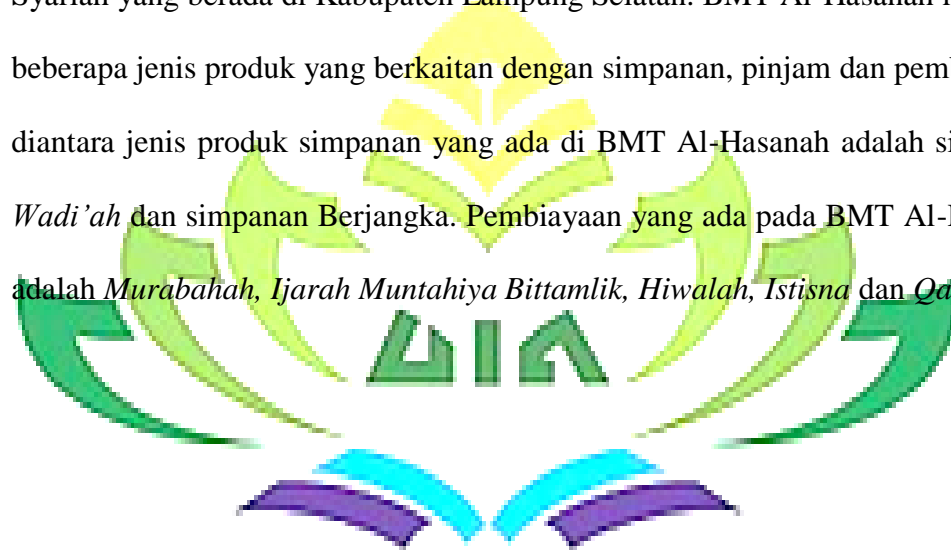 Syariah yang berada di Kabupaten Lampung Selatan. BMT Al-Hasanah
beberapa jenis produk yang berkaitan dengan simpanan, pinjam dan
diantara jenis produk simpanan yang ada di BMT Al-Hasanah adalah
Wadi’ah dan simpanan Berjangka. Pembiayaan yang ada pada BMT
adalah Murabahah, Ijarah Muntahiya Bittamlik, Hiwalah, Istisna dan
UIN